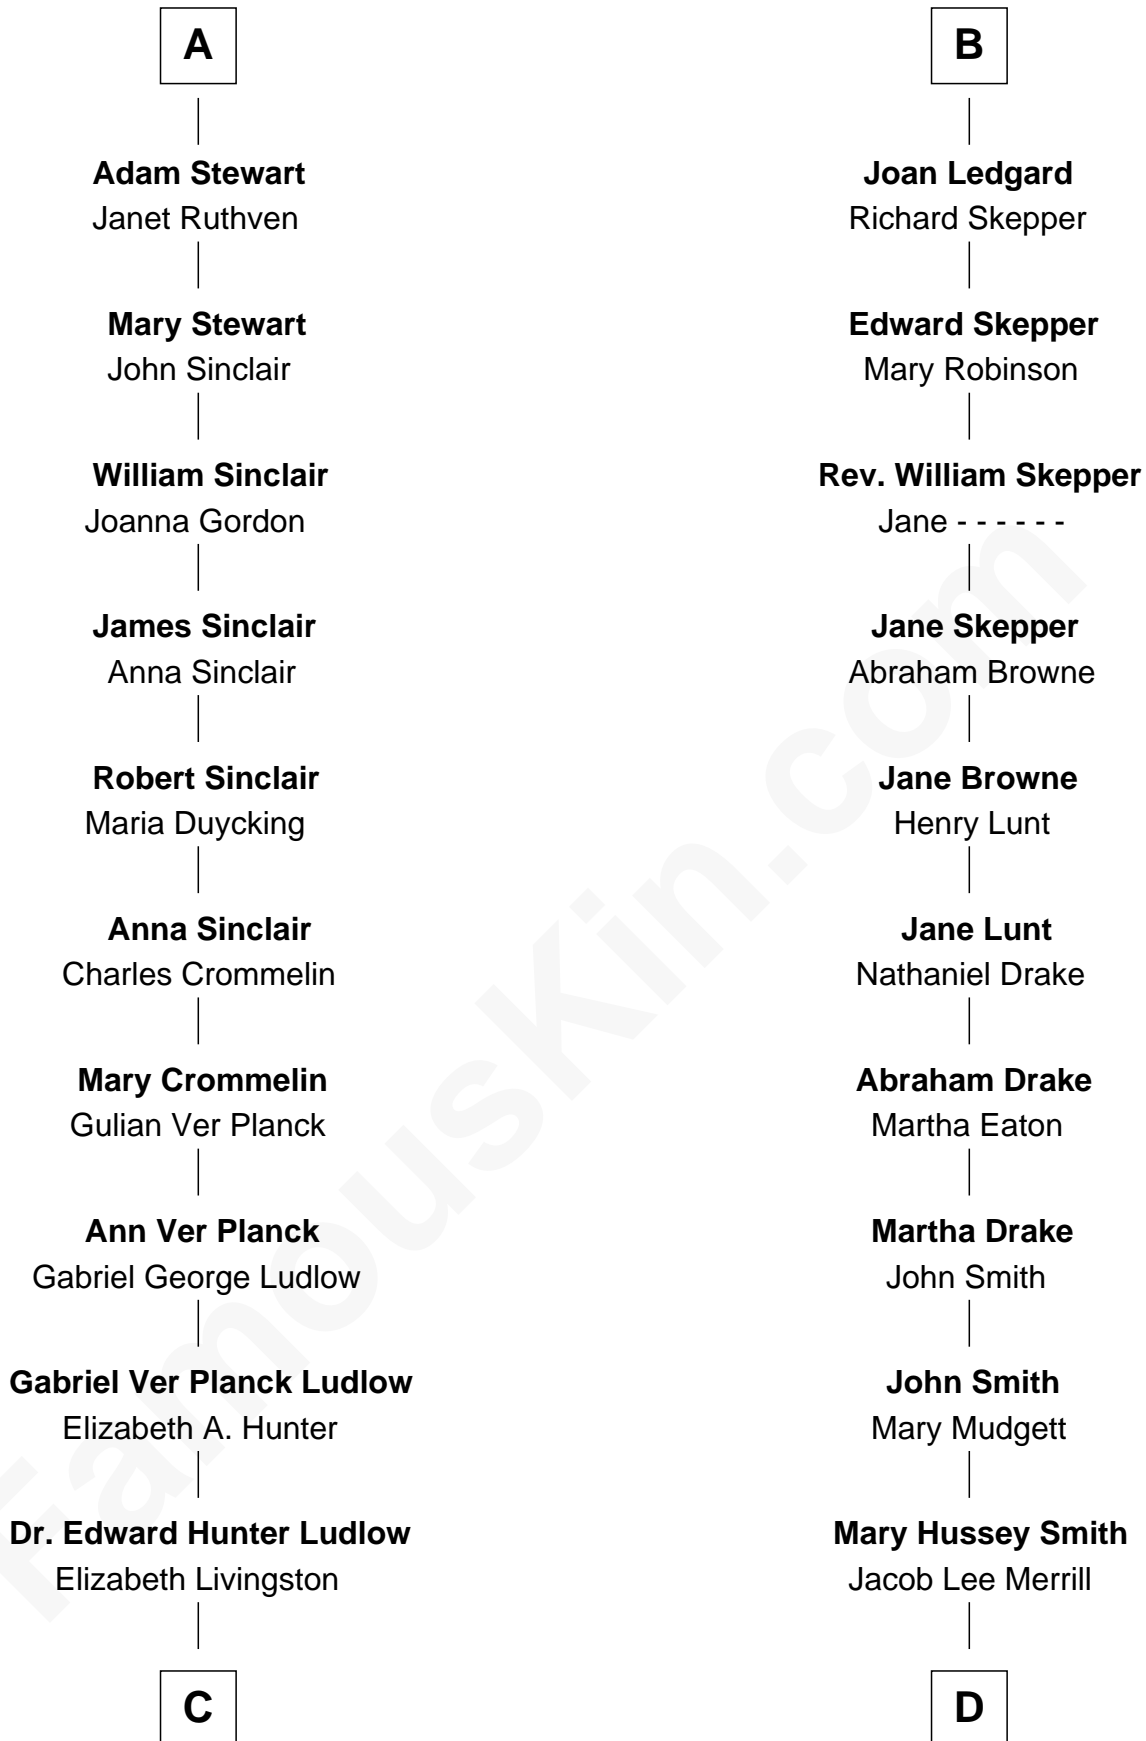 A
Adam Stewart
Janet Ruthven
Mary Stewart
John Sinclair
William Sinclair
Joanna Gordon
James Sinclair
Anna Sinclair
Robert Sinclair
Maria Duycking
Anna Sinclair
Charles Crommelin
Mary Crommelin
Gulian Ver Planck
Ann Ver Planck
Gabriel George Ludlow
Gabriel Ver Planck Ludlow
Elizabeth A. Hunter
Dr. Edward Hunter Ludlow
Elizabeth Livingston
C
B
Joan Ledgard
Richard Skepper
Edward Skepper
Mary Robinson
Rev. William Skepper
Jane - - - - - -
Jane Skepper
Abraham Browne
Jane Browne
Henry Lunt
Jane Lunt
Nathaniel Drake
Abraham Drake
Martha Eaton
Martha Drake
John Smith
John Smith
Mary Mudgett
Mary Hussey Smith
Jacob Lee Merrill
D
FamousKin.com